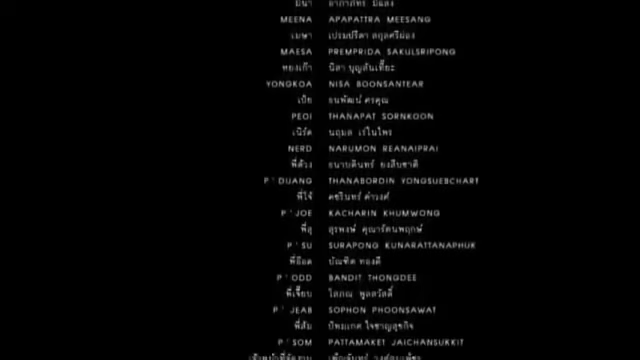 MEENA APAPATTRA MEESANG
เมษา เปรมปรีดา สกุลศรีผ่อง
MAESA PREMPRIDA SAKULSRIPONG
หยงเก๊า นิสา บุญสันเทียะ
YONGKOA NISA BOONSANTEAR
เป้ย ธนพัฒน์ ศรคูณ
PEOI THANAPAT SORNKOON
เนิร์ด นฤมล เรไนไพร
NERD NARUMON REANAIPRAI
พี่ด้วง ธนาบดินทร์ ยงสืบชาติ
P'DUANG THANABORDIN YONGSUEBCHART
พี่โจ้ คชรินทร์ คำวงศ์
P'JOE KACHARIN KHUMWONG
พี่สุ สุรพงษ์ คุณารัตนพฤกษ์
P'SU SURAPONG KUNARATTANAPHUK
พี่อ๊อด บัณฑิต ทองดี
P'ODD BANDIT THONGDEE
พี่เจี๊ยบ โสภณ พูลสวัสดิ์
P'JEAB SOPHON PHOONSAWAT
พี่ส้ม ปัทมเกต ใจชาญสุขกิจ
P'SOM PATTAMAKET JAICHANSUKKIT